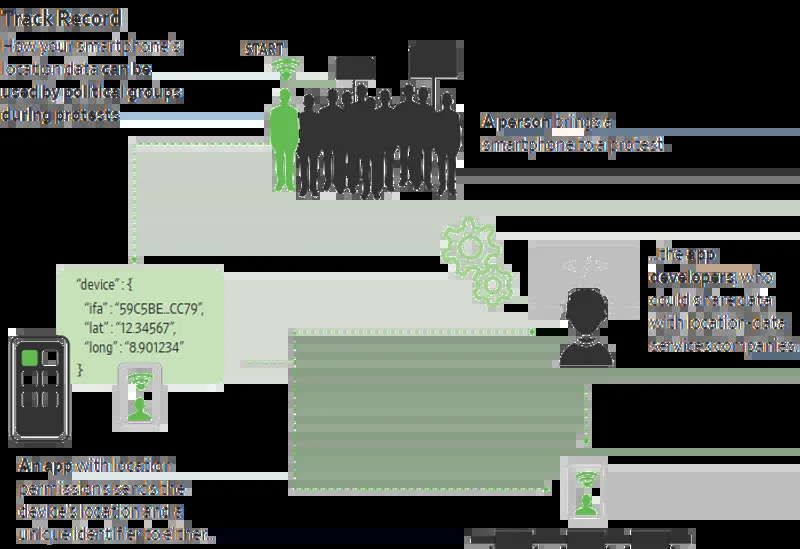 Track Record
How your smartphone's
location data can be
used by political groups
during protests
START
A person brings a
smartphone to a protest.
...the app
developers, who
could share data
with location-data
services companies.
"device" : {
"ifa" : "59C5BE...CC79",
"lat" : "12.34567",
"long" : "8.901234"
}
</>
An app with location
permissions sends the
device's location and a
unique identifier to either...